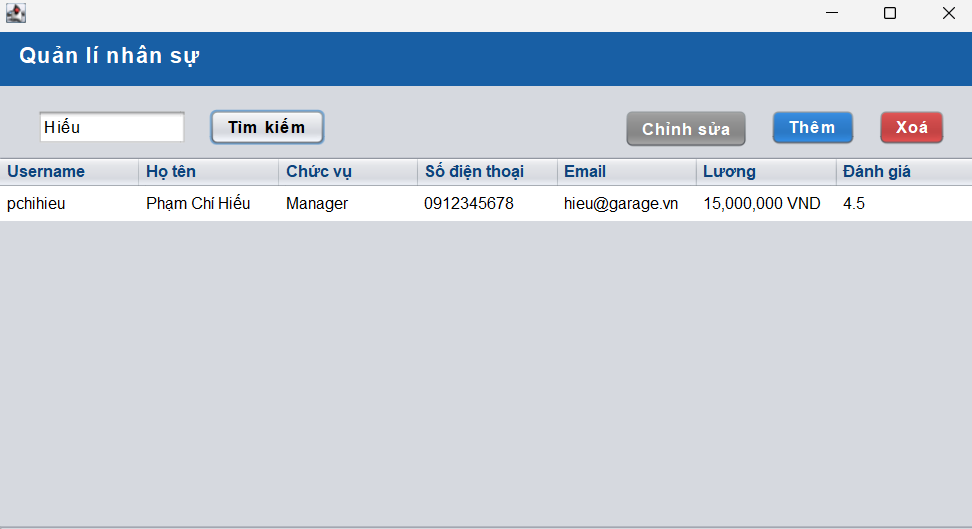 Quản lí nhân sự
Hiếu Tìm kiếm Chỉnh sửa Thêm Xoá
Username Họ tên Chức vụ Số điện thoại Email Lương Đánh giá
pchihieu Phạm Chí Hiếu Manager 0912345678 hieu@garage.vn 15,000,000 VND 4.5